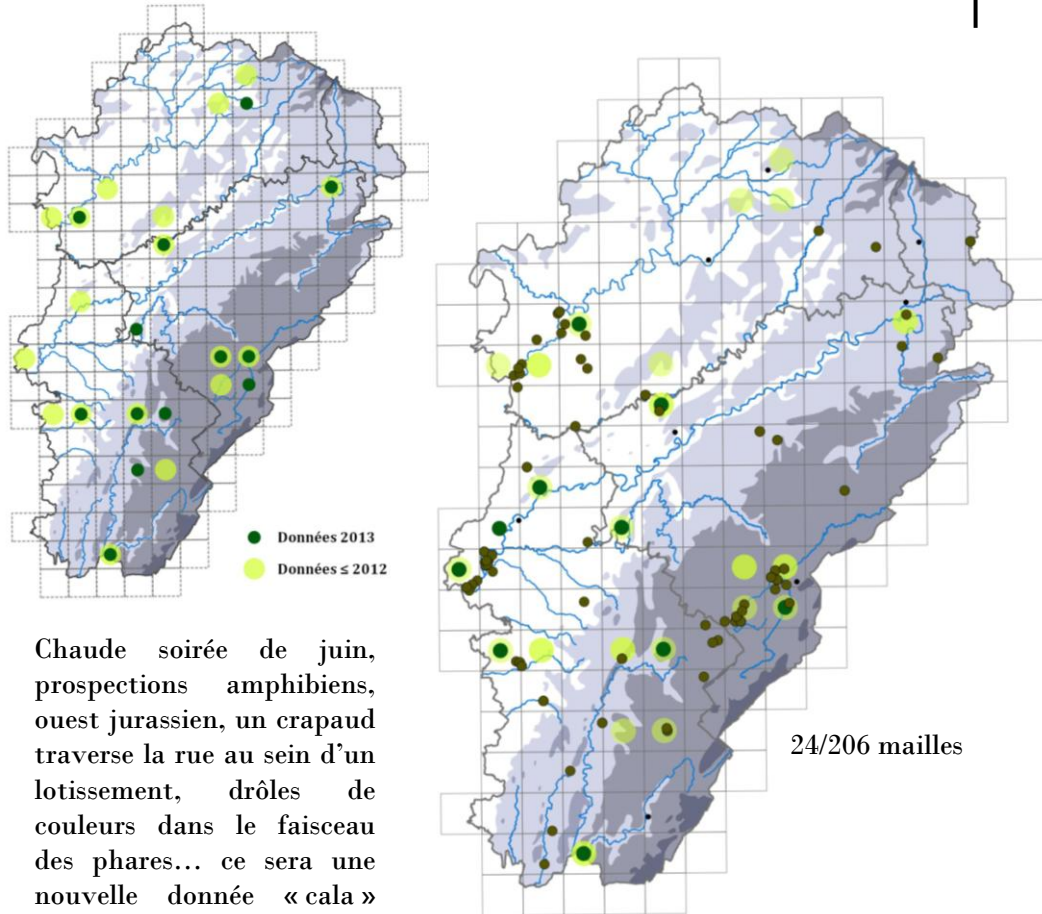 Données 2013
Données ≤ 2012
Chaude soirée de juin,
prospections amphibiens,
ouest jurassien, un crapaud
traverse la rue au sein d’un
lotissement, drôles de
couleurs dans le faisceau
des phares… ce sera une
nouvelle donnée « cala »
24/206 mailles